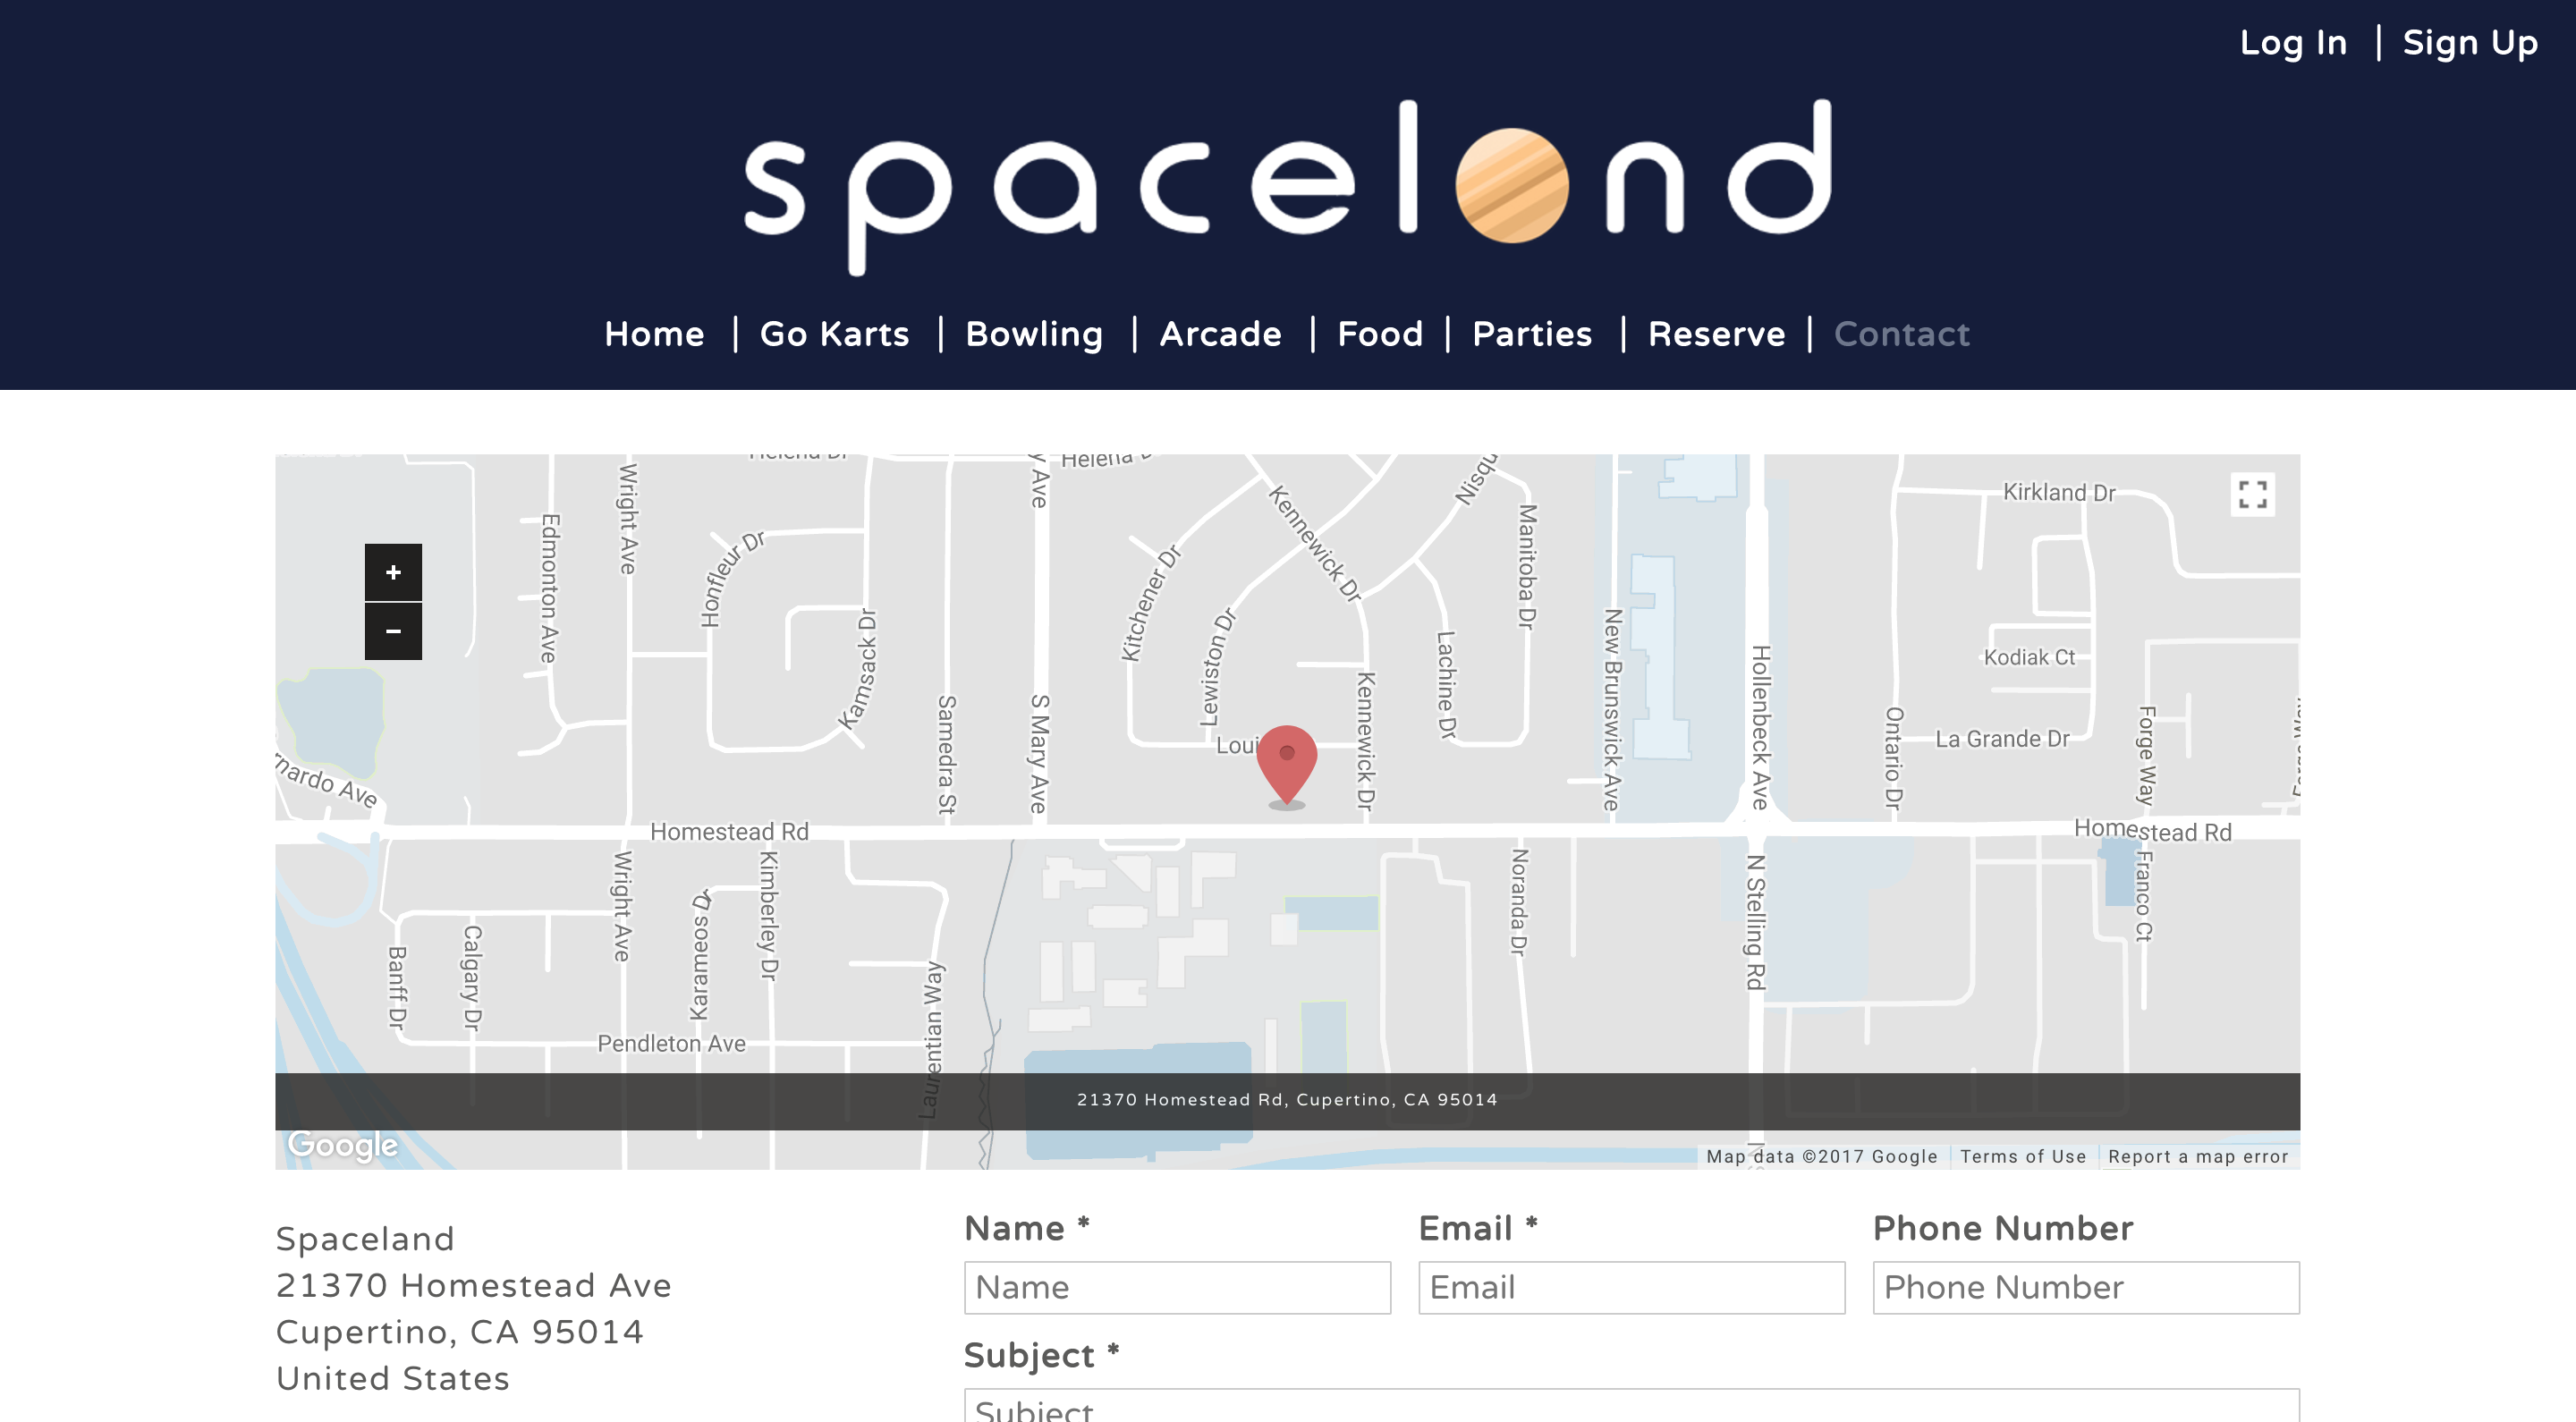 Log In | Sign Up
spaceland
Home | Go Karts | Bowling | Arcade | Food | Parties | Reserve | Contact
Helena Dr
Helena D
y Ave
Nisqu
Kirkland Dr
Wright Ave
Edmonton Ave
Honfleur Dr
Kamsack Dr
Samedra St
S Mary Ave
Kitchener Dr
Lewiston Dr
Kennewick Dr
Kennewick Dr
Lachine Dr
Manitoba Dr
New Brunswick Ave
Hollenbeck Ave
Ontario Dr
Kodiak Ct
La Grande Dr
Forge Way
+
−
Loui
rnardo Ave
Homestead Rd
Homestead Rd
Wright Ave
Kimberley Dr
Karameos Dr
Banff Dr
Calgary Dr
Pendleton Ave
Laurentian Way
Noranda Dr
N Stelling Rd
Franco Ct
21370 Homestead Rd, Cupertino, CA 95014
Google
Map data ©2017 Google
Terms of Use
Report a map error
Spaceland
21370 Homestead Ave
Cupertino, CA 95014
United States
Name *
Email *
Phone Number
Name
Email
Phone Number
Subject *
Subject